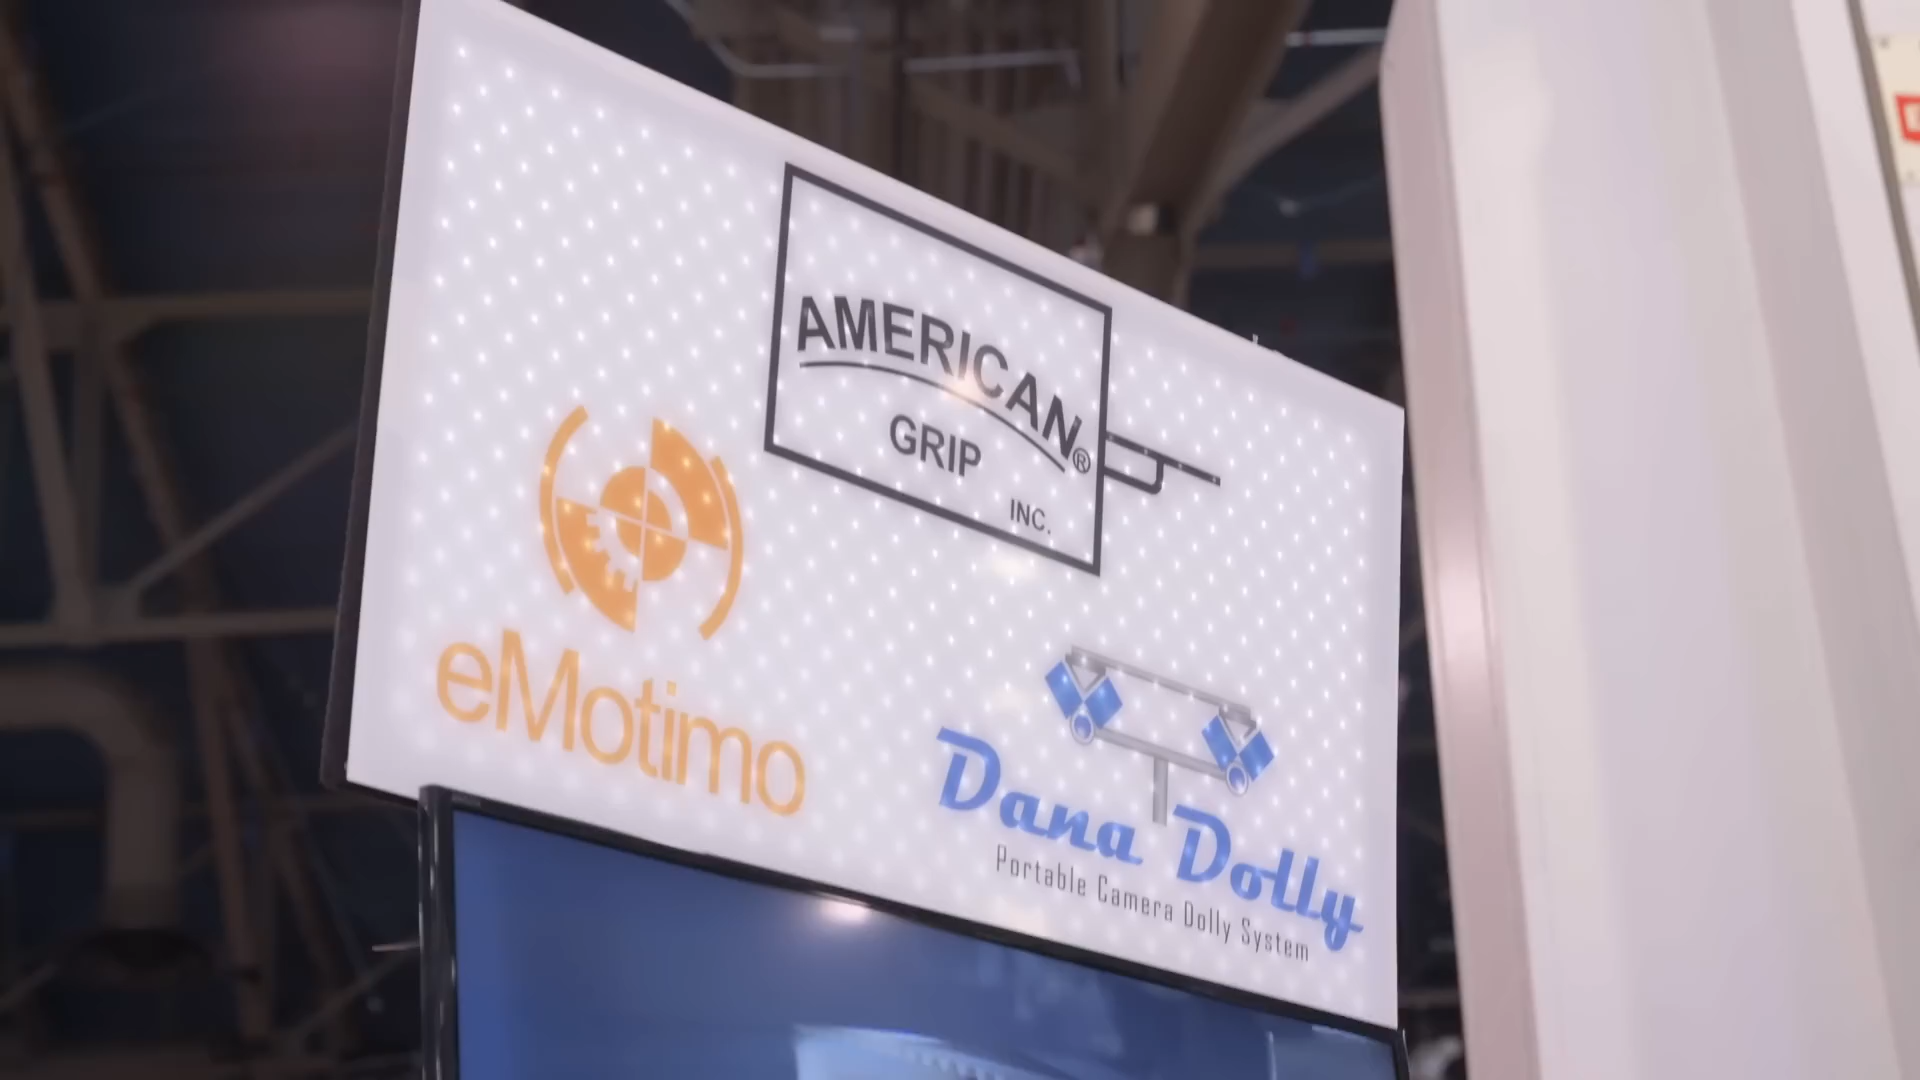 AMERICAN®
GRIP
INC.
eMotimo
Dana Dolly
Portable Camera Dolly System